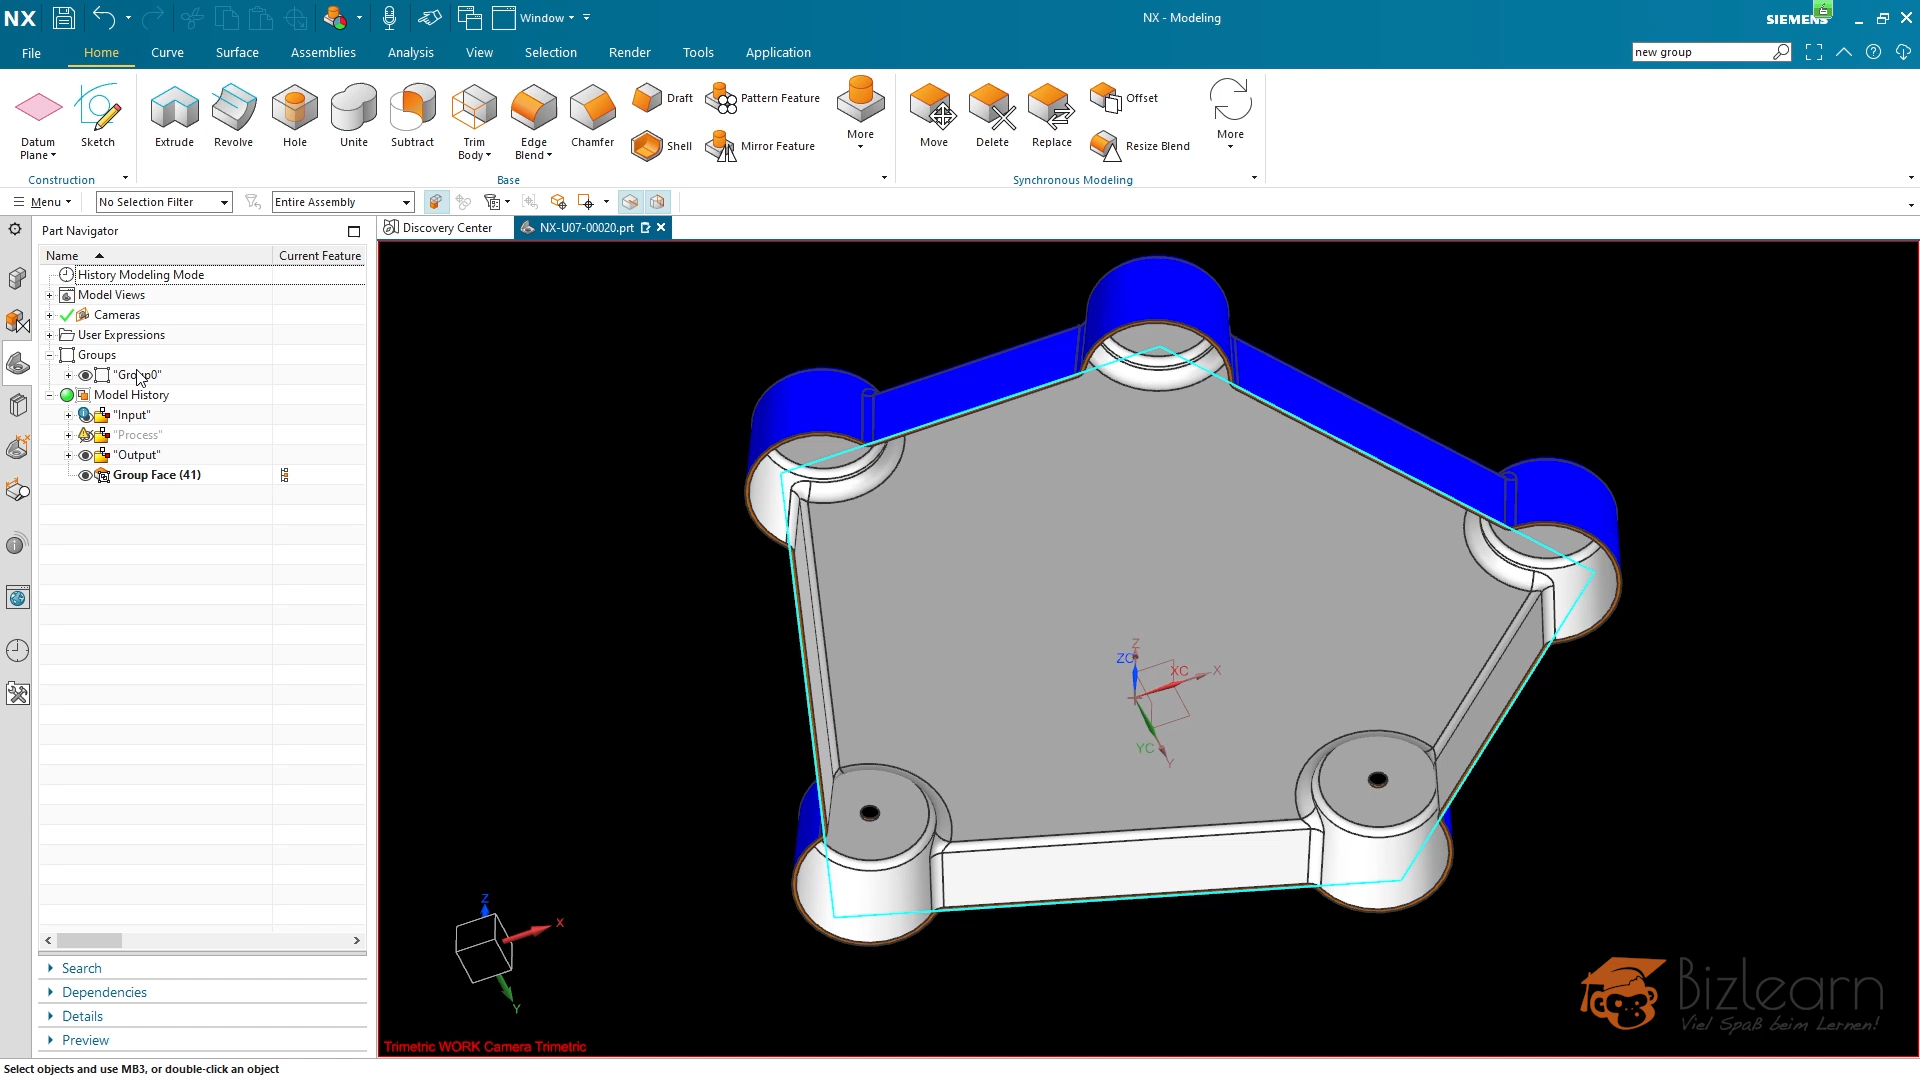 NX
Window
NX - Modeling
SIEMENS
File
Home
Curve
Surface
Assemblies
Analysis
View
Selection
Render
Tools
Application
new group
Datum Plane
Sketch
Extrude
Revolve
Hole
Unite
Subtract
Trim Body
Edge Blend
Chamfer
Draft
Shell
Pattern Feature
Mirror Feature
More
Move
Delete
Replace
Offset
Resize Blend
More
Construction
Base
Synchronous Modeling
Menu
No Selection Filter
Entire Assembly
Part Navigator
Discovery Center
NX-U07-00020.prt
Name
Current Feature
History Modeling Mode
Model Views
Cameras
User Expressions
Groups
"Group0"
Model History
"Input"
"Process"
"Output"
Group Face (41)
Z
ZC
XC
X
YC
Y
Z
X
Y
Search
Dependencies
Details
Preview
Trimetric WORK Camera Trimetric
Bizlearn
Viel Spaß beim Lernen!
Select objects and use MB3, or double-click an object